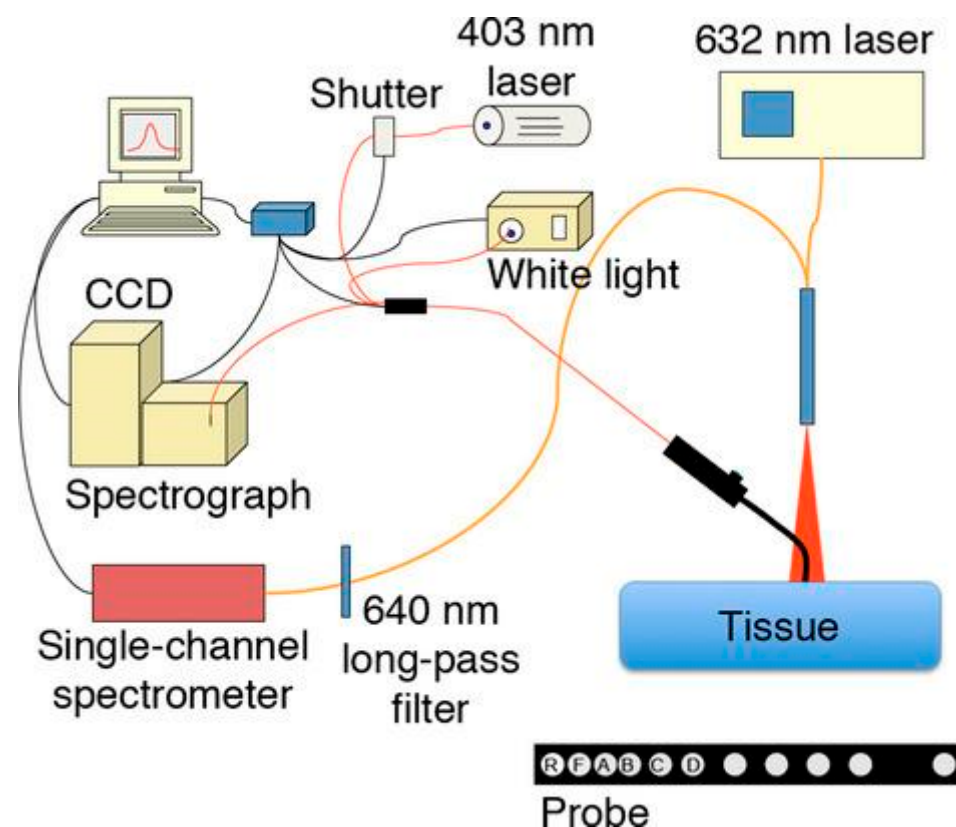 403 nm
laser
632 nm laser
Shutter
White light
CCD
Spectrograph
Single-channel
spectrometer
640 nm
long-pass
filter
Tissue
R F A B C D
Probe